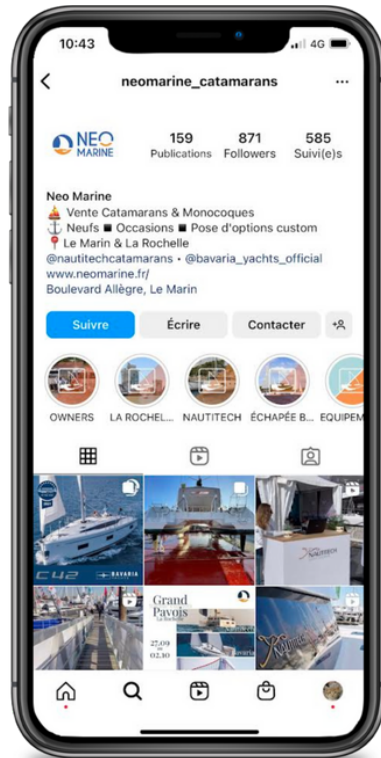 10:43
4G
neomarine_catamarans
NEO
MARINE
159
871
585
Publications
Followers
Suivi(e)s
Neo Marine
Vente Catamarans & Monocoques
Neufs ■ Occasions ■ Pose d'options custom
Le Marin & La Rochelle
@nautitechcatamarans • @bavaria_yachts_official
www.neomarine.fr/
Boulevard Allègre, Le Marin
Suivre
Écrire
Contacter
OWNERS
LA ROCHEL...
NAUTITECH
ÉCHAPÉE B...
EQUIPEM
C42
BAVARIA
NAUTITECH
Grand
Pavois
La Rochelle
27.09
02.10